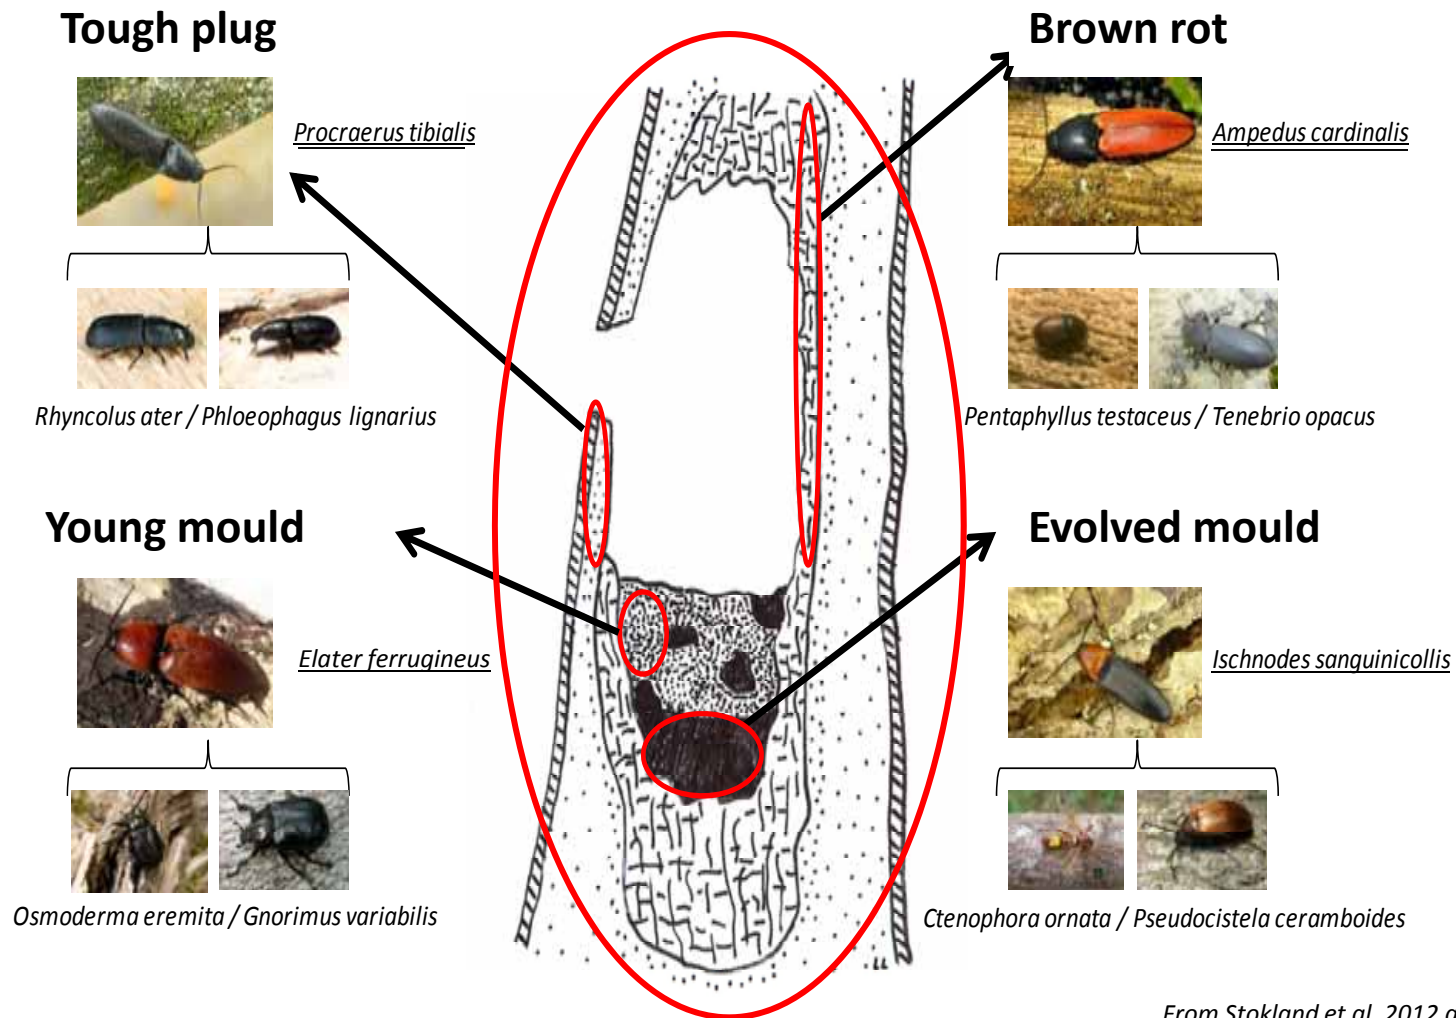 Tough plug
Procraerus tibialis
Rhyncolus ater / Phloeophagus lignarius
Brown rot
Ampedus cardinalis
Pentaphyllus testaceus / Tenebrio opacus
Young mould
Elater ferrugineus
Osmoderma eremita / Gnorimus variabilis
Evolved mould
Ischnodes sanguinicollis
Ctenophora ornata / Pseudocistela ceramboides
From Stokland et al. 2012